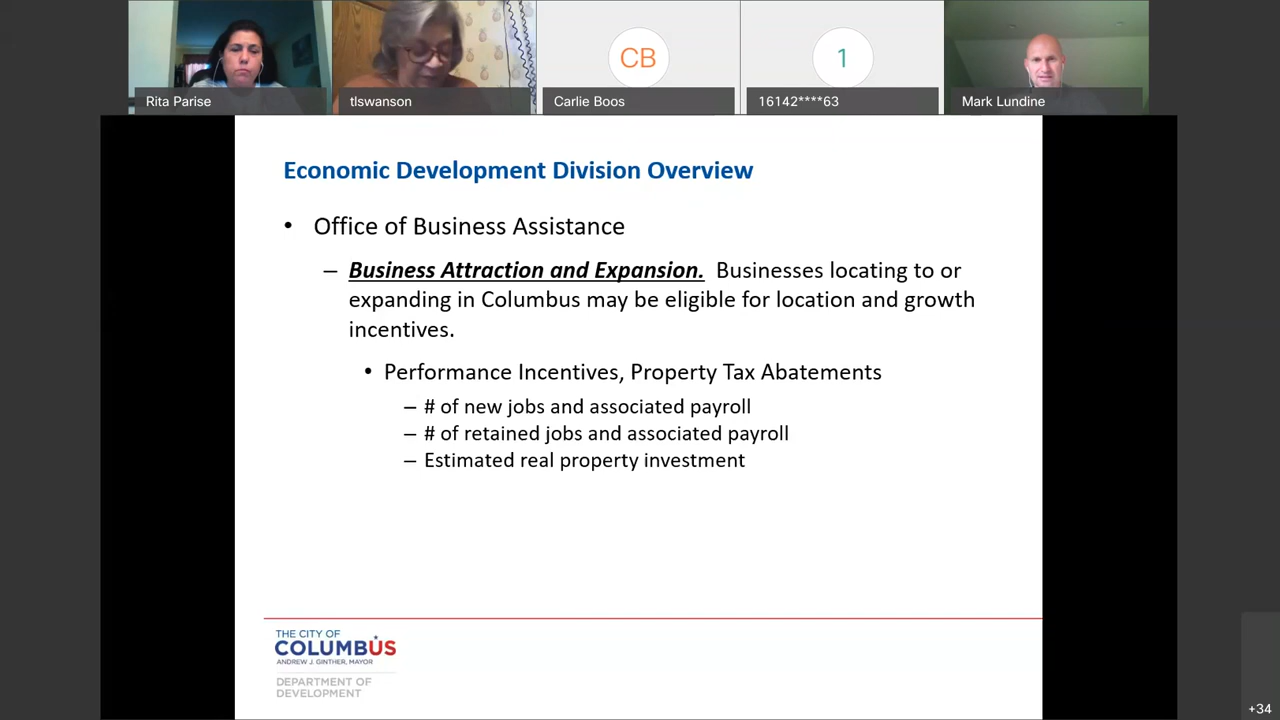 CB
1
Rita Parise
tlswanson
Carlie Boos
16142****63
Mark Lundine
Economic Development Division Overview
• Office of Business Assistance
– Business Attraction and Expansion. Businesses locating to or
expanding in Columbus may be eligible for location and growth
incentives.
• Performance Incentives, Property Tax Abatements
– # of new jobs and associated payroll
– # of retained jobs and associated payroll
– Estimated real property investment
THE CITY OF
COLUMBUS
ANDREW J. GINTHER, MAYOR
DEPARTMENT OF
DEVELOPMENT
+34